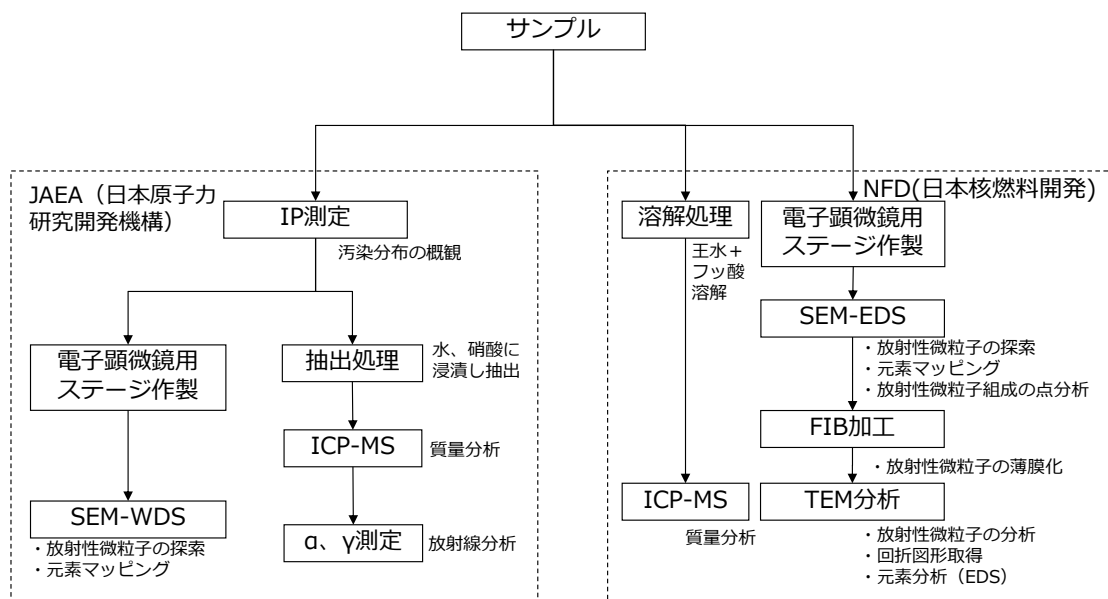 サンプル
JAEA（日本原子力
研究開発機構）
IP測定
汚染分布の概観
電子顕微鏡用
ステージ作製
SEM-WDS
・放射性微粒子の探索
・元素マッピング
抽出処理
水、硝酸に
浸漬し抽出
ICP-MS
質量分析
α、γ測定
放射線分析
NFD(日本核燃料開発)
溶解処理
王水＋
フッ酸
溶解
ICP-MS
質量分析
電子顕微鏡用
ステージ作製
SEM-EDS
・放射性微粒子の探索
・元素マッピング
・放射性微粒子組成の点分析
FIB加工
・放射性微粒子の薄膜化
TEM分析
・放射性微粒子の分析
・回折図形取得
・元素分析（EDS）